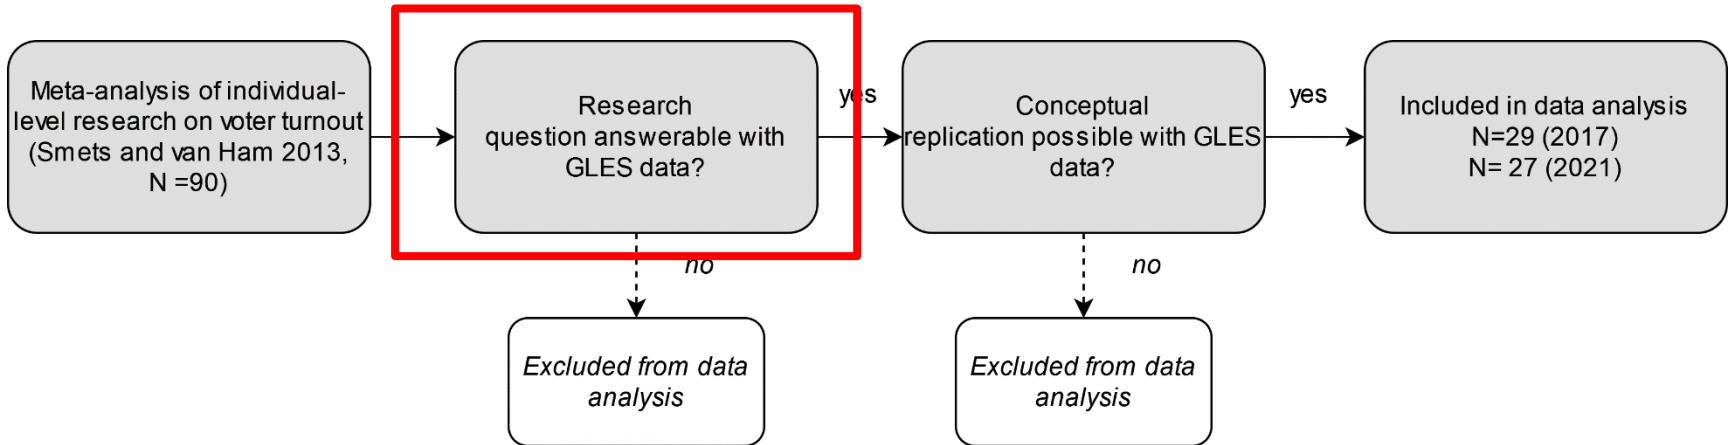 Meta-analysis of individual-
level research on voter turnout
(Smets and van Ham 2013,
N =90)
Research
question answerable with
GLES data?
yes
Conceptual
replication possible with GLES
data?
yes
Included in data analysis
N=29 (2017)
N= 27 (2021)
no
no
Excluded from data
analysis
Excluded from data
analysis